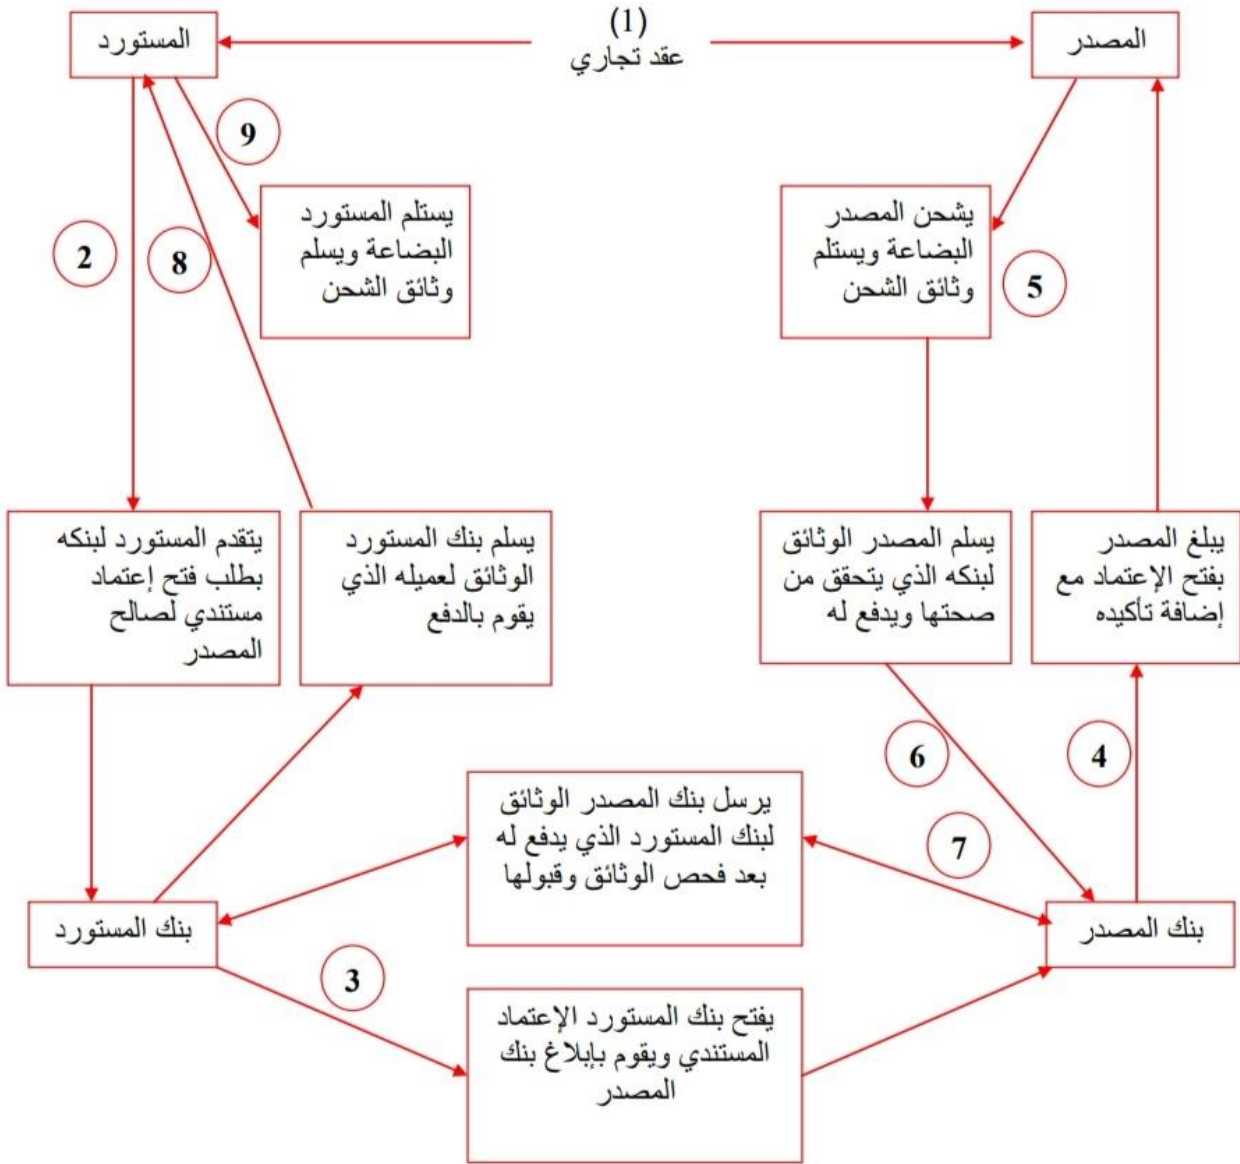 (1)
عقد تجاري
المصدر
المستورد
9
يشحن المصدر
البضاعة ويستلم
وثائق الشحن
5
يستلم المستورد
البضاعة ويسلم
وثائق الشحن
8
2
يبلغ المصدر
بفتح الإعتماد مع
إضافة تأكيده
يسلم المصدر الوثائق
لبنكه الذي يتحقق من
صحتها ويدفع له
يسلم بنك المستورد
الوثائق لعميله الذي
يقوم بالدفع
يتقدم المستورد لبنكه
بطلب فتح إعتماد
مستندي لصالح
المصدر
4
6
7
يرسل بنك المصدر الوثائق
لبنك المستورد الذي يدفع له
بعد فحص الوثائق وقبولها
بنك المصدر
بنك المستورد
3
يفتح بنك المستورد الإعتماد
المستندي ويقوم بإبلاغ بنك
المصدر